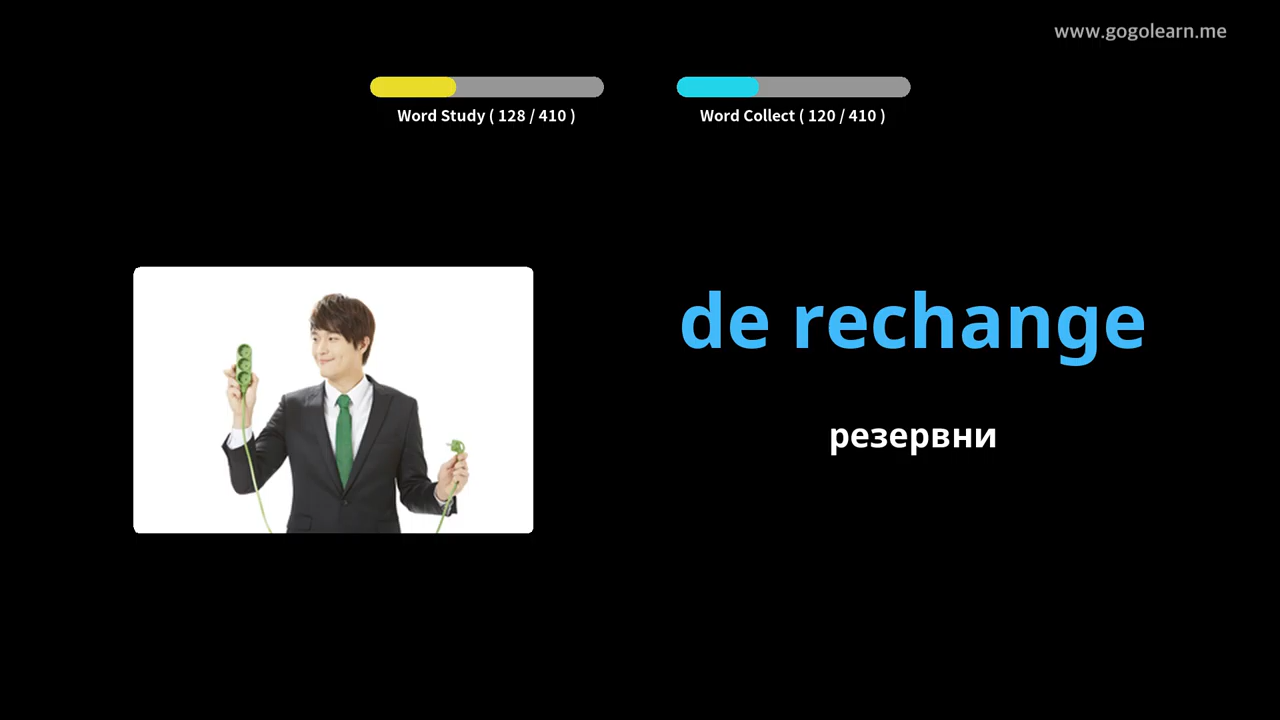 www.gogolearn.me
Word Study ( 128 / 410 )
Word Collect ( 120 / 410 )
de rechange
резервни